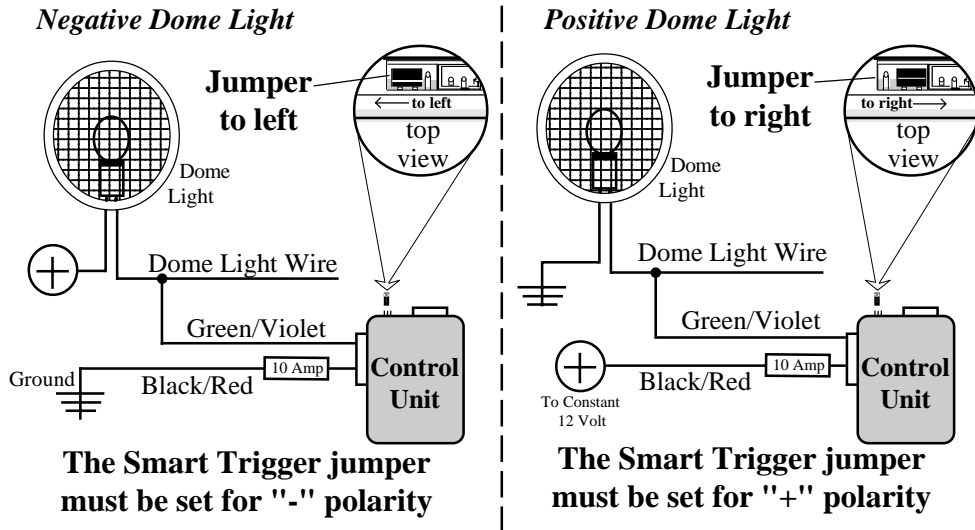 Negative Dome Light
Jumper
to left
to left
top
view
Dome
Light
Dome Light Wire
Green/Violet
Ground
Black/Red
10 Amp
Control
Unit
The Smart Trigger jumper
must be set for "-" polarity
Positive Dome Light
Jumper
to right
to right
top
view
Dome
Light
Dome Light Wire
Green/Violet
Black/Red
10 Amp
To Constant
12 Volt
Control
Unit
The Smart Trigger jumper
must be set for "+" polarity